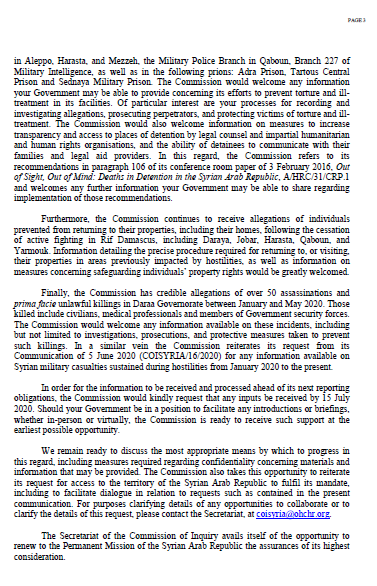 PAGE 3
in Aleppo, Harasta, and Mezzeh, the Military Police Branch in Qaboun, Branch 227 of
Military Intelligence, as well as in the following prions: Adra Prison, Tartous Central
Prison and Sednaya Military Prison. The Commission would welcome any information
your Government may be able to provide concerning its efforts to prevent torture and ill-
treatment in its facilities. Of particular interest are your processes for recording and
investigating allegations, prosecuting perpetrators, and protecting victims of torture and ill-
treatment. The Commission would also welcome information on measures to increase
transparency and access to places of detention by legal counsel and impartial humanitarian
and human rights organisations, and the ability of detainees to communicate with their
families and legal aid providers. In this regard, the Commission refers to its
recommendations in paragraph 106 of its conference room paper of 3 February 2016, Out
of Sight, Out of Mind: Deaths in Detention in the Syrian Arab Republic, A/HRC/31/CRP.1
and welcomes any further information your Government may be able to share regarding
implementation of those recommendations.
Furthermore, the Commission continues to receive allegations of individuals
prevented from returning to their properties, including their homes, following the cessation
of active fighting in Rif Damascus, including Daraya, Jobar, Harasta, Qaboun, and
Yarmouk. Information detailing the precise procedure required for returning to, or visiting,
their properties in areas previously impacted by hostilities, as well as information on
measures concerning safeguarding individuals' property rights would be greatly welcomed.
Finally, the Commission has credible allegations of over 50 assassinations and
prima facie unlawful killings in Daraa Governorate between January and May 2020. Those
killed include civilians, medical professionals and members of Government security forces.
The Commission would welcome any information available on these incidents, including
but not limited to investigations, prosecutions, and protective measures taken to prevent
such killings. In a similar vein the Commission reiterates its request from its
Communication of 5 June 2020 (COISYRIA/16/2020) for any information available on
Syrian military casualties sustained during hostilities from January 2020 to the present.
In order for the information to be received and processed ahead of its next reporting
obligations, the Commission would kindly request that any inputs be received by 15 July
2020. Should your Government be in a position to facilitate any introductions or briefings,
whether in-person or virtually, the Commission is ready to receive such support at the
earliest possible opportunity.
We remain ready to discuss the most appropriate means by which to progress in
this regard, including measures required regarding confidentiality concerning materials and
information that may be provided. The Commission also takes this opportunity to reiterate
its request for access to the territory of the Syrian Arab Republic to fulfil its mandate,
including to facilitate dialogue in relation to requests such as contained in the present
communication. For purposes clarifying details of any opportunities to collaborate or to
clarify the details of this request, please contact the Secretariat, at coisyria@ohchr.org.
The Secretariat of the Commission of Inquiry avails itself of the opportunity to
renew to the Permanent Mission of the Syrian Arab Republic the assurances of its highest
consideration.